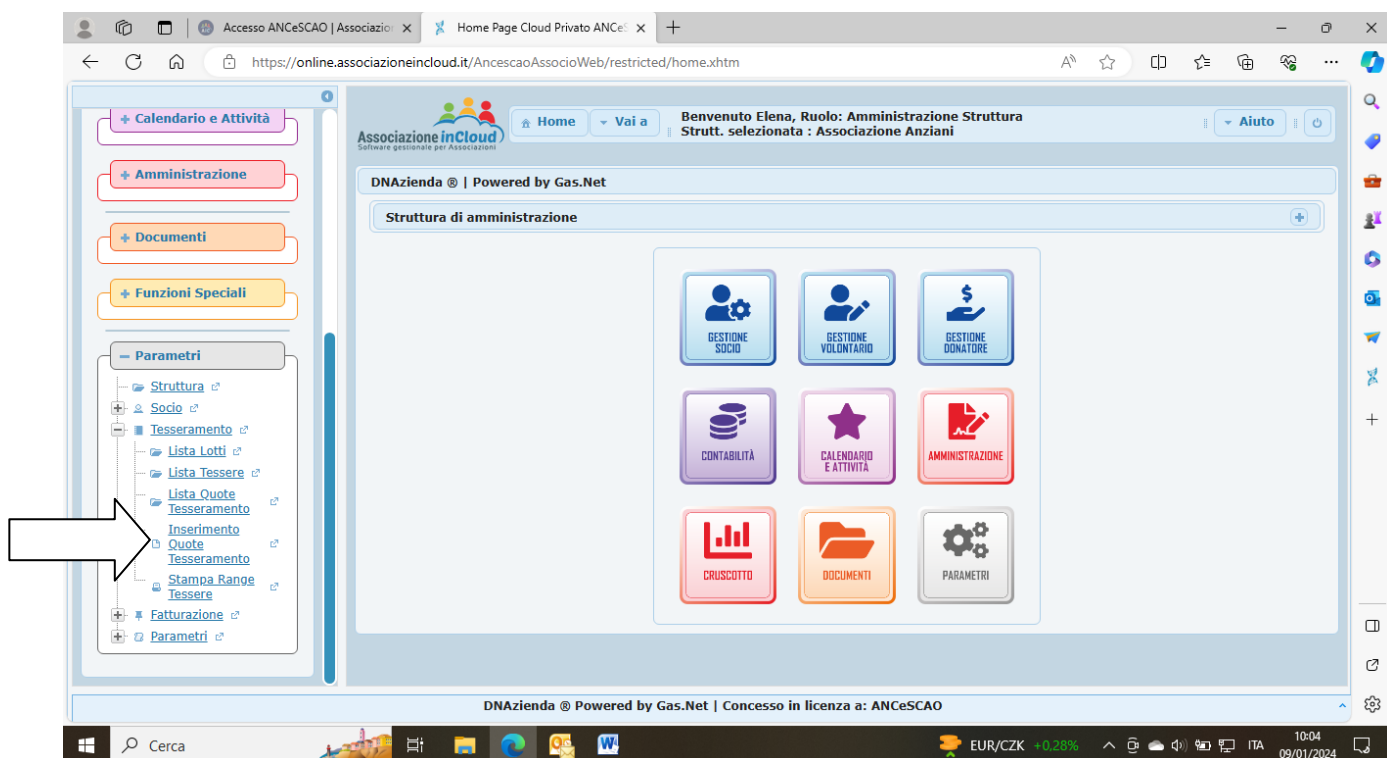 Accesso ANCeSCAO | Associazion
Home Page Cloud Privato ANCeS
https://online.associazioneincloud.it/AncescaoAssocioWeb/restricted/home.xhtm
Calendario e Attività
Amministrazione
Documenti
Funzioni Speciali
Parametri
Struttura
Socio
Tesseramento
Lista Lotti
Lista Tessere
Lista Quote
Tesseramento
Inserimento
Quote
Tesseramento
Stampa Range
Tessere
Fatturazione
Parametri
Associazione inCloud
Software gestionale per Associazioni
Home
Vai a
Benvenuto Elena, Ruolo: Amministrazione Struttura
Strutt. selezionata : Associazione Anziani
Aiuto
DNAzienda ® | Powered by Gas.Net
Struttura di amministrazione
GESTIONE
SOCIO
GESTIONE
VOLONTARIO
GESTIONE
DONATORE
CONTABILITÀ
CALENDARIO
E ATTIVITÀ
AMMINISTRAZIONE
CRUSCOTTO
DOCUMENTI
PARAMETRI
DNAzienda ® Powered by Gas.Net | Concesso in licenza a: ANCeSCAO
Cerca
EUR/CZK +0,28%
ITA
10:04
09/01/2024